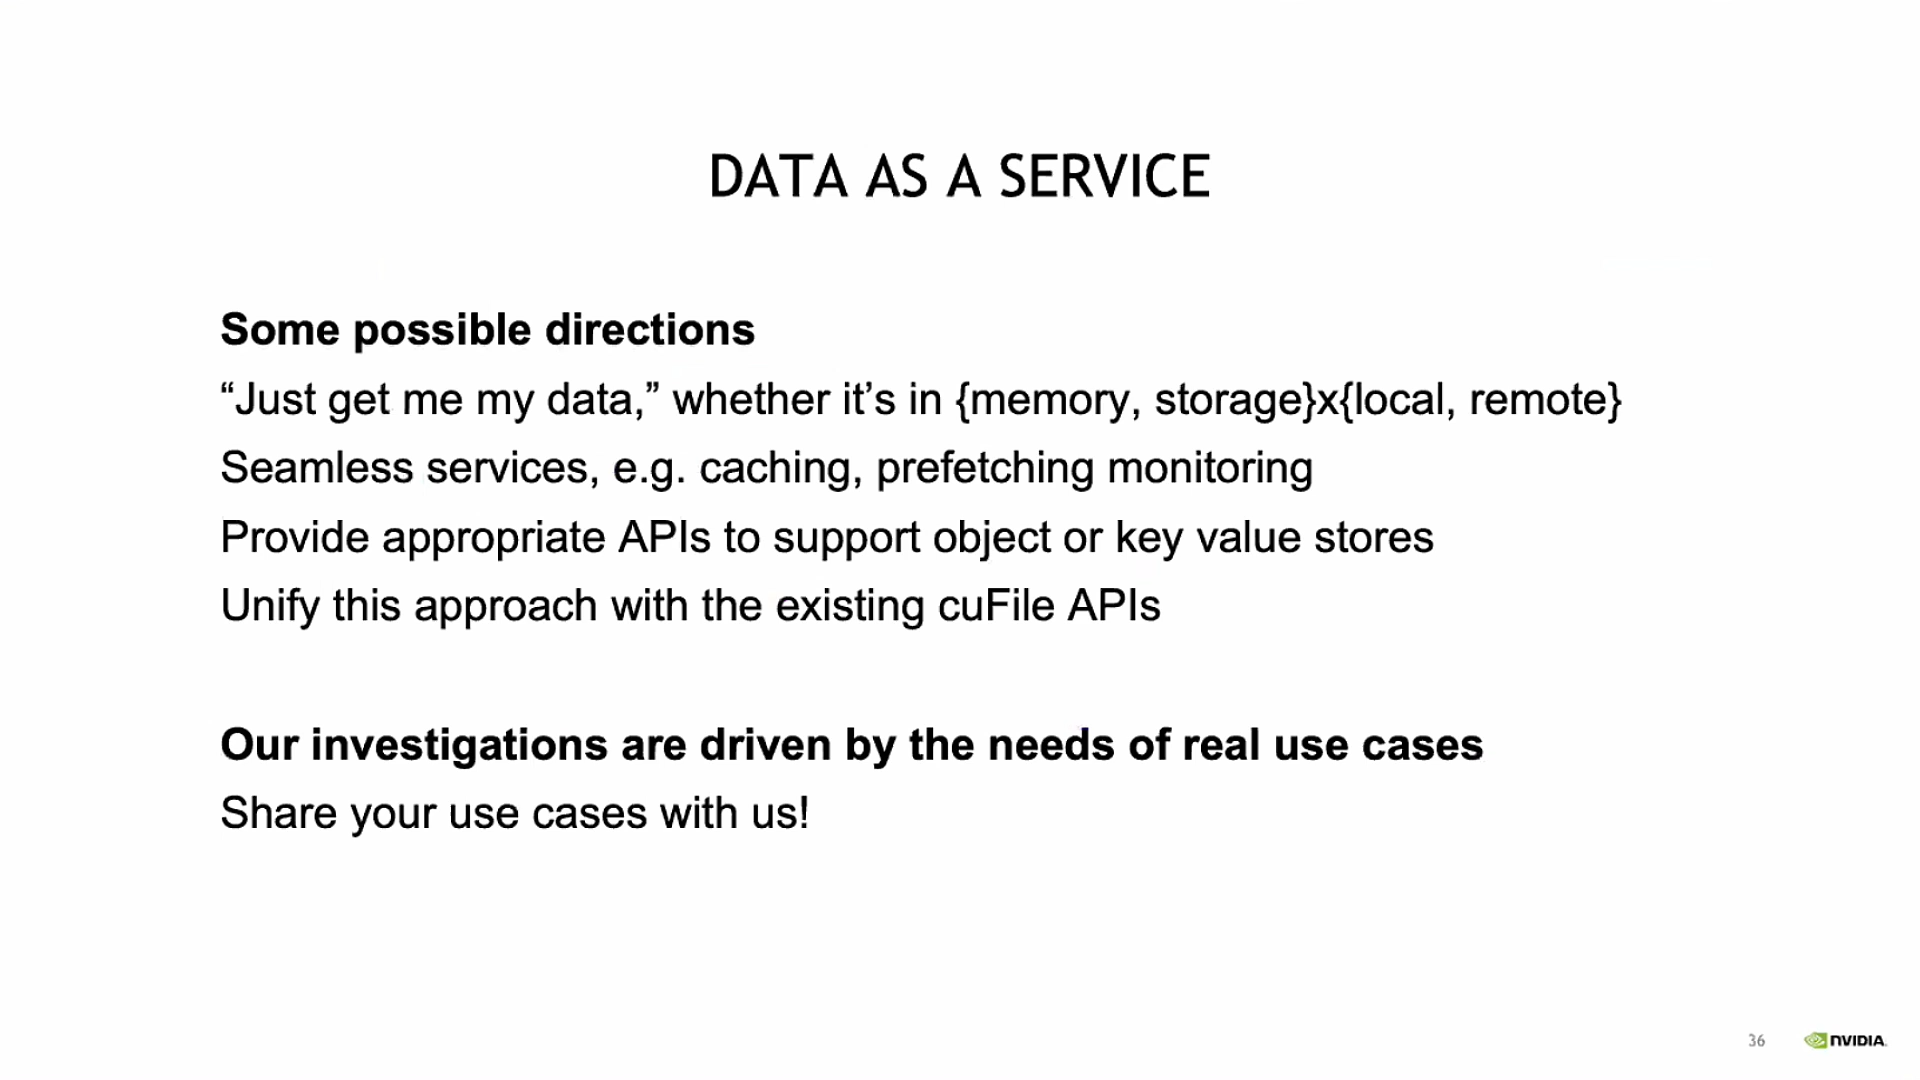 DATA AS A SERVICE
Some possible directions
“Just get me my data,” whether it’s in {memory, storage}x{local, remote}
Seamless services, e.g. caching, prefetching monitoring
Provide appropriate APIs to support object or key value stores
Unify this approach with the existing cuFile APIs
Our investigations are driven by the needs of real use cases
Share your use cases with us!
36
NVIDIA.